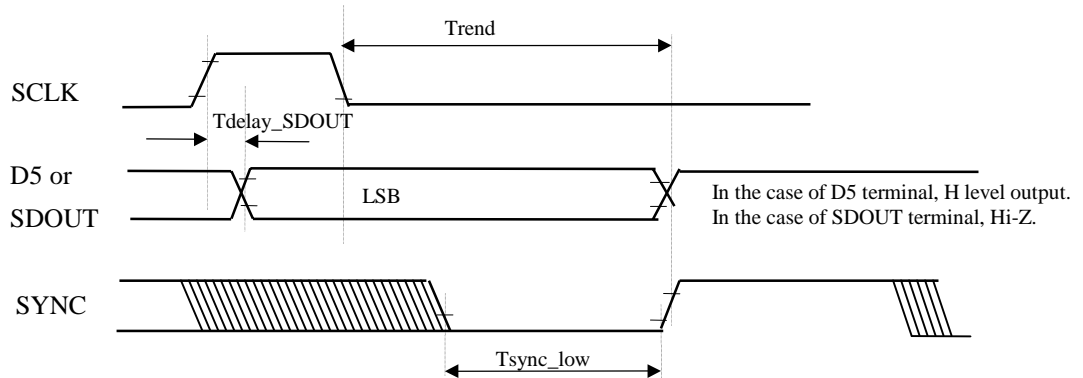 Trend
SCLK
Tdelay_SDOUT
D5 or
SDOUT
LSB
In the case of D5 terminal, H level output.
In the case of SDOUT terminal, Hi-Z.
SYNC
Tsync_low